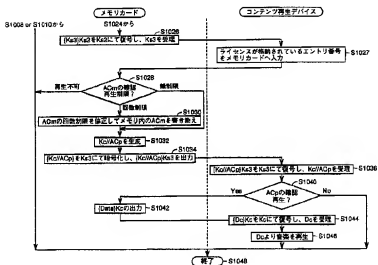 メモリカード
コンテンツ再生デバイス
S1008 or S1010から
S1024から
S1026
{Ks3}Ks2をKs2にて復号し、Ks3を受理
S1027
ライセンスが格納されているエントリ番号をメモリカードへ入力
S1028
再生不可
ACmの確認
再生制限?
無制限
回数制限
S1030
ACmの回数制限を修正してメモリ内のACmを書き換え
S1032
Kc//ACpを生成
S1034
{Kc//ACp}をKs3にて暗号化し、{Kc//ACp}Ks3を出力
S1036
{Kc//ACp}Ks3をKs3にて復号し、Kc//ACpを受理
S1040
Yes
ACpの確認
再生?
No
{Data}Kcの出力
S1042
{Dc}KcをKcにて復号し、Dcを受理
S1044
Dcより音楽を再生
S1046
終了
S1048